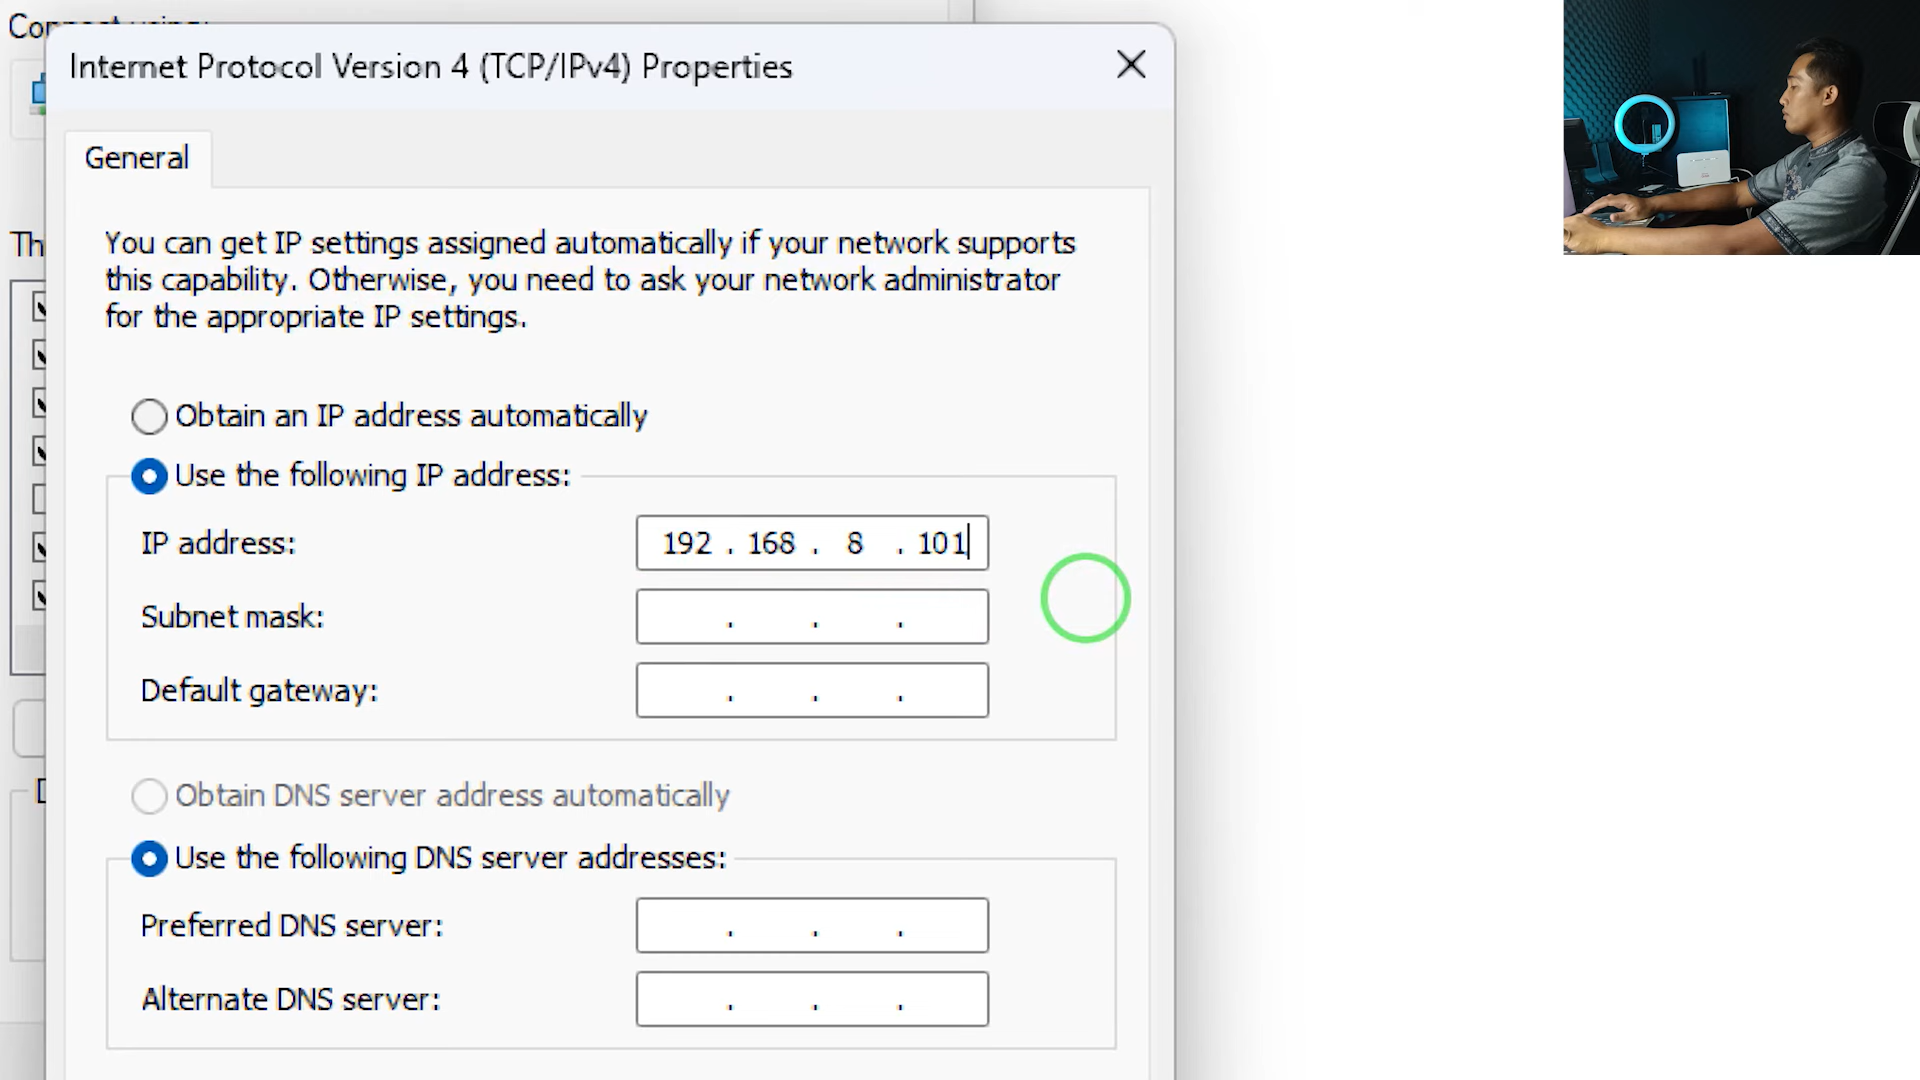 Internet Protocol Version 4 (TCP/IPv4) Properties
General
Th
You can get IP settings assigned automatically if your network supports
this capability. Otherwise, you need to ask your network administrator
for the appropriate IP settings.
Obtain an IP address automatically
Use the following IP address:
IP address: 192 . 168 . 8 . 101
Subnet mask: . . .
Default gateway: . . .
Obtain DNS server address automatically
Use the following DNS server addresses:
Preferred DNS server: . . .
Alternate DNS server: . . .